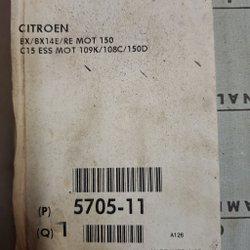 CITROEN
BX/BX14E/RE MOT 150
C15 ESS MOT 109K/108C/150D
(P) 5705-11
(Q) 1
A126